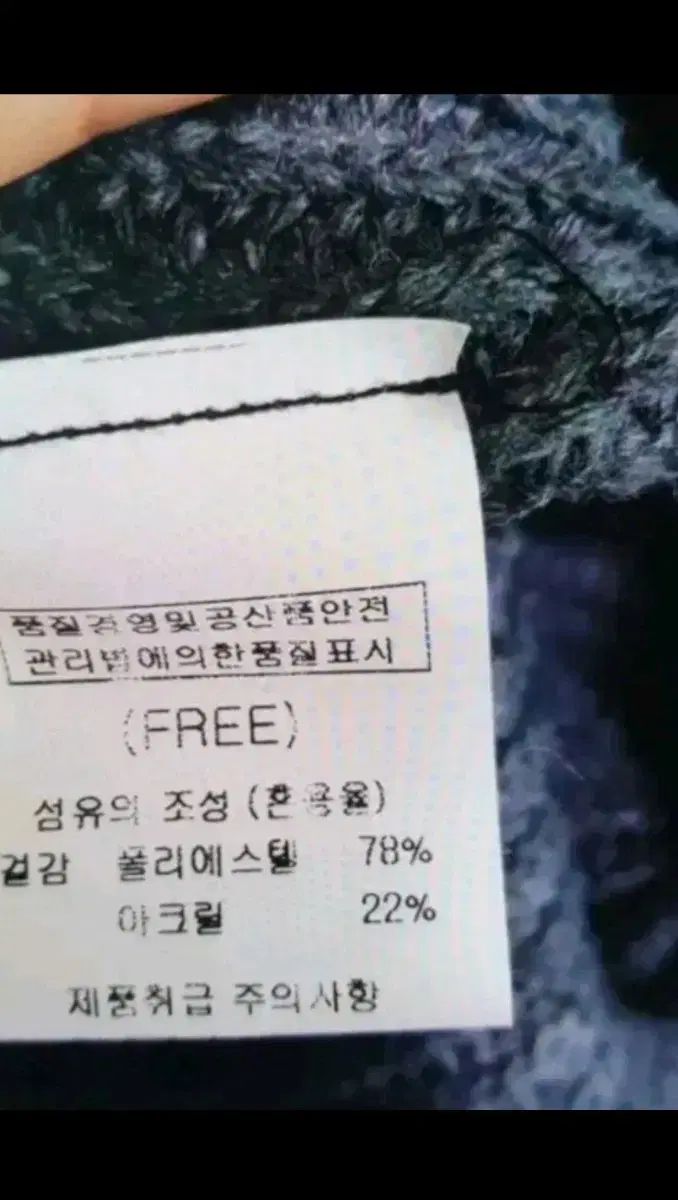 품질경영및공산품안전
관리법에의한품질표시
(FREE)
섬유의 조성 (혼용율)
겉감 폴리에스텔 78%
아크릴 22%
제품취급 주의사항